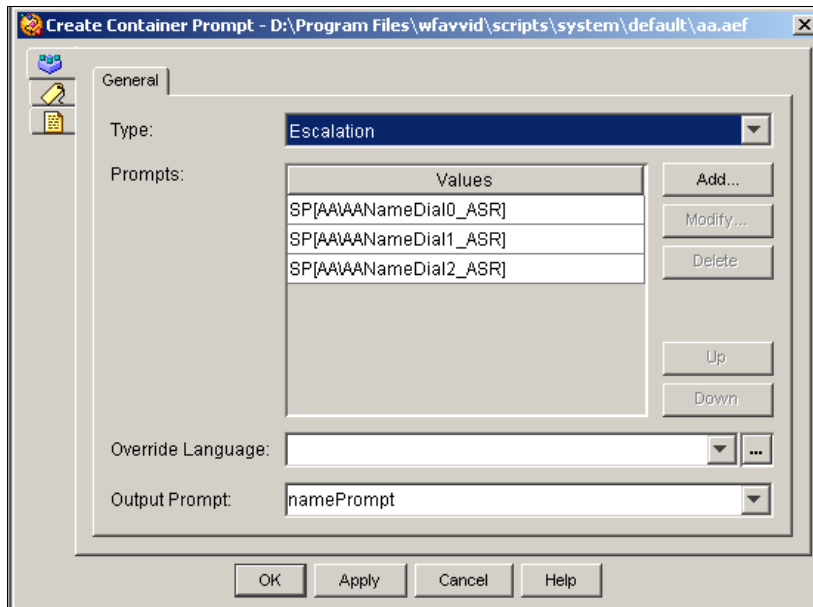 Create Container Prompt - D:\Program Files\wfavvid\scripts\system\default\aa.aef
General
Type:
Escalation
Prompts:
Values
Add...
SP[AA\AANameDial0_ASR]
Modify...
SP[AA\AANameDial1_ASR]
SP[AA\AANameDial2_ASR]
Delete
Up
Down
Override Language:
...
Output Prompt:
namePrompt
OK
Apply
Cancel
Help